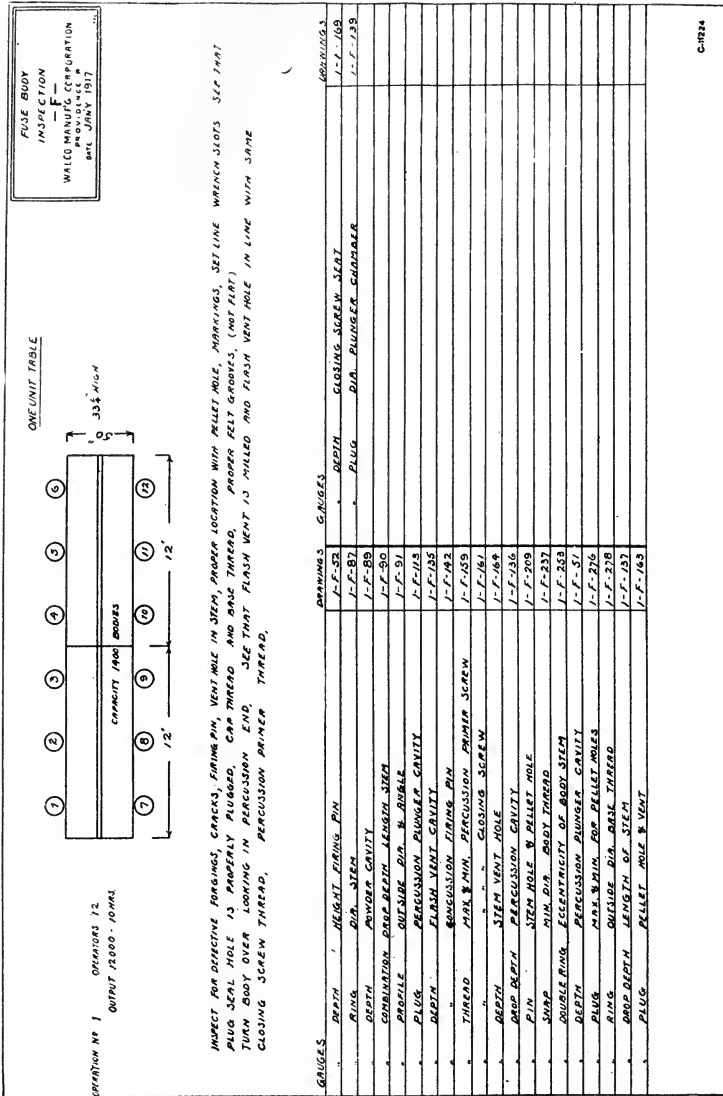 FUSE BODY
INSPECTION
— F —
WALCO MANUF'G CORPORATION
PROVIDENCE R
DATE JAN'Y 1917
OPERATION Nº 1 OPERATORS 12
OUTPUT 12000 - 10 HRS.
ONE UNIT TABLE
1 2 3 4 5 6
CAPACITY 1400 BODIES
33¾" HIGH
7 8 9 10 11 12
12' 12'
INSPECT FOR DEFECTIVE FORGINGS, CRACKS, FIRING PIN, VENT HOLE IN STEM, PROPER LOCATION WITH PELLET HOLE, MARKINGS, SET LINE WRENCH SLOTS SEE THAT
PLUG SEAL HOLE IS PROPERLY PLUGGED, CAP THREAD AND BASE THREAD, PROPER FELT GROOVES, (NOT FLAT)
TURN BODY OVER LOOKING IN PERCUSSION END, SEE THAT FLASH VENT IS MILLED AND FLASH VENT HOLE IN LINE WITH SAME
CLOSING SCREW THREAD, PERCUSSION PRIMER THREAD,
GAUGES DRAWINGS GAUGES DRAWINGS
" DEPTH HEIGHT FIRING PIN 1-F-52 " DEPTH CLOSING SCREW SEAT 1-F-169
" RING DIA. STEM 1-F-87 " PLUG DIA. PLUNGER CHAMBER 1-F-139
" DEPTH POWDER CAVITY 1-F-89
" COMBINATION DROP DEPTH LENGTH STEM 1-F-90
" PROFILE OUTSIDE DIA. & ANGLE 1-F-91
" PLUG PERCUSSION PLUNGER CAVITY 1-F-113
" DEPTH FLASH VENT CAVITY 1-F-135
" " CONCUSSION FIRING PIN 1-F-142
" THREAD MAX. & MIN. PERCUSSION PRIMER SCREW 1-F-159
" " " " " CLOSING SCREW 1-F-161
" DEPTH STEM VENT HOLE 1-F-164
" DROP DEPTH PERCUSSION CAVITY 1-F-136
" PIN STEM HOLE & PELLET HOLE 1-F-209
" SNAP MIN. DIA. BODY THREAD 1-F-237
" DOUBLE RING ECCENTRICITY OF BODY STEM 1-F-253
" DEPTH PERCUSSION PLUNGER CAVITY 1-F-51
" PLUG MAX. & MIN. FOR PELLET HOLES 1-F-276
" RING OUTSIDE DIA. BASE THREAD 1-F-278
" DROP DEPTH LENGTH OF STEM 1-F-137
" PLUG PELLET HOLE & VENT 1-F-163
C-11224